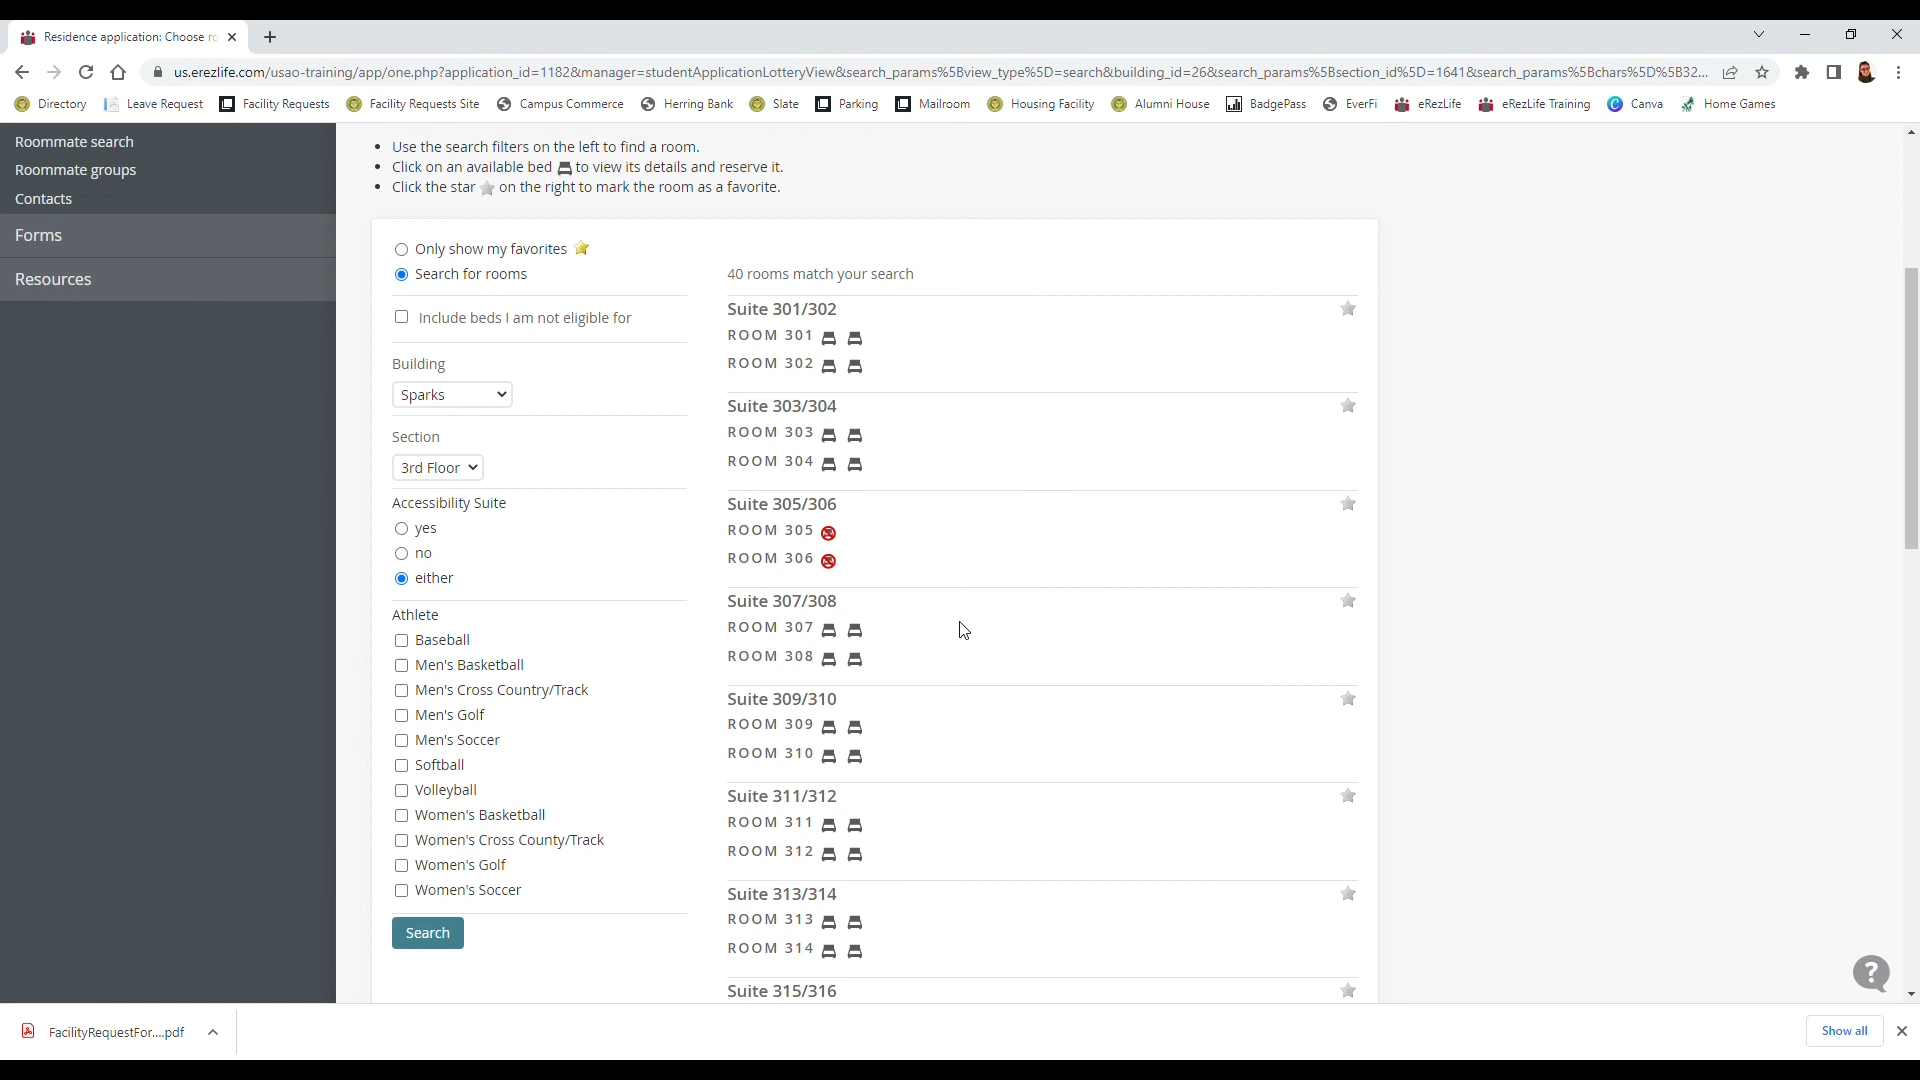 Residence application: Choose ro
us.erezlife.com/usao-training/app/one.php?application_id=1182&manager=studentApplicationLotteryView&search_params%5Bview_type%5D=search&building_id=26&search_params%5Bsection_id%5D=1641&search_params%5Bchars%5D%5B32...
Directory Leave Request Facility Requests Facility Requests Site Campus Commerce Herring Bank Slate Parking Mailroom Housing Facility Alumni House BadgePass EverFi eRezLife eRezLife Training Canva Home Games
Roommate search
Roommate groups
Contacts
Forms
Resources
Use the search filters on the left to find a room.
Click on an available bed to view its details and reserve it.
Click the star on the right to mark the room as a favorite.
Only show my favorites
Search for rooms
Include beds I am not eligible for
Building
Sparks
Section
3rd Floor
Accessibility Suite
yes
no
either
Athlete
Baseball
Men's Basketball
Men's Cross Country/Track
Men's Golf
Men's Soccer
Softball
Volleyball
Women's Basketball
Women's Cross County/Track
Women's Golf
Women's Soccer
Search
40 rooms match your search
Suite 301/302
ROOM 301
ROOM 302
Suite 303/304
ROOM 303
ROOM 304
Suite 305/306
ROOM 305
ROOM 306
Suite 307/308
ROOM 307
ROOM 308
Suite 309/310
ROOM 309
ROOM 310
Suite 311/312
ROOM 311
ROOM 312
Suite 313/314
ROOM 313
ROOM 314
Suite 315/316
?
FacilityRequestFor....pdf
Show all